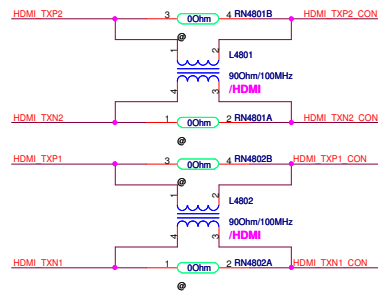 HDMI_TXP2 3 0Ohm 4 RN4801B HDMI_TXP2_CON
@
1 2 L4801
90Ohm/100MHz
4 3 /HDMI
HDMI_TXN2 1 0Ohm 2 RN4801A HDMI_TXN2_CON
@
HDMI_TXP1 3 0Ohm 4 RN4802B HDMI_TXP1_CON
@
1 2 L4802
90Ohm/100MHz
4 3 /HDMI
HDMI_TXN1 1 0Ohm 2 RN4802A HDMI_TXN1_CON
@